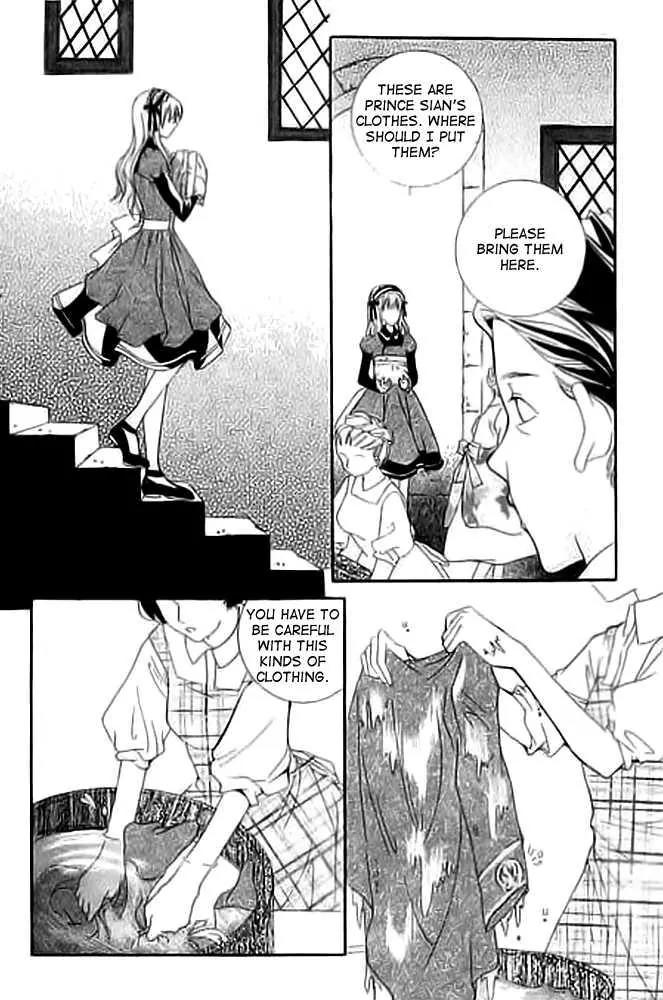 THESE ARE
PRINCE SIAN'S
CLOTHES. WHERE
SHOULD I PUT
THEM?
PLEASE
BRING THEM
HERE.
YOU HAVE TO
BE CAREFUL
WITH THIS
KINDS OF
CLOTHING.